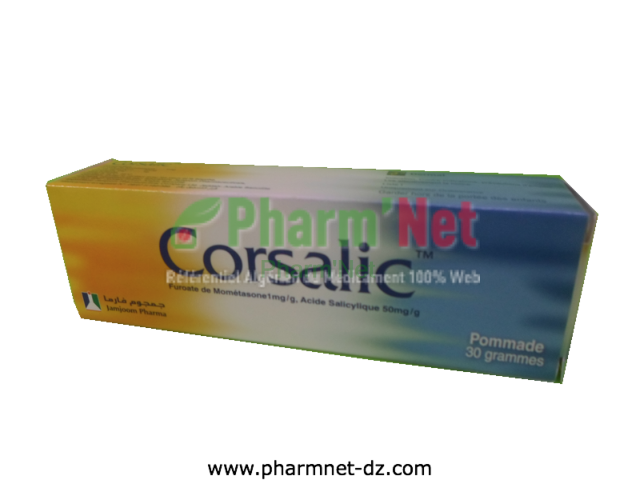 Pharm'Net
Corsalic™
Référentiel Algérien du Médicament 100% Web
Furoate de Mométasone1mg/g, Acide Salicylique 50mg/g
جمجوم فارما
Jamjoom Pharma
Pommade
30 grammes
www.pharmnet-dz.com